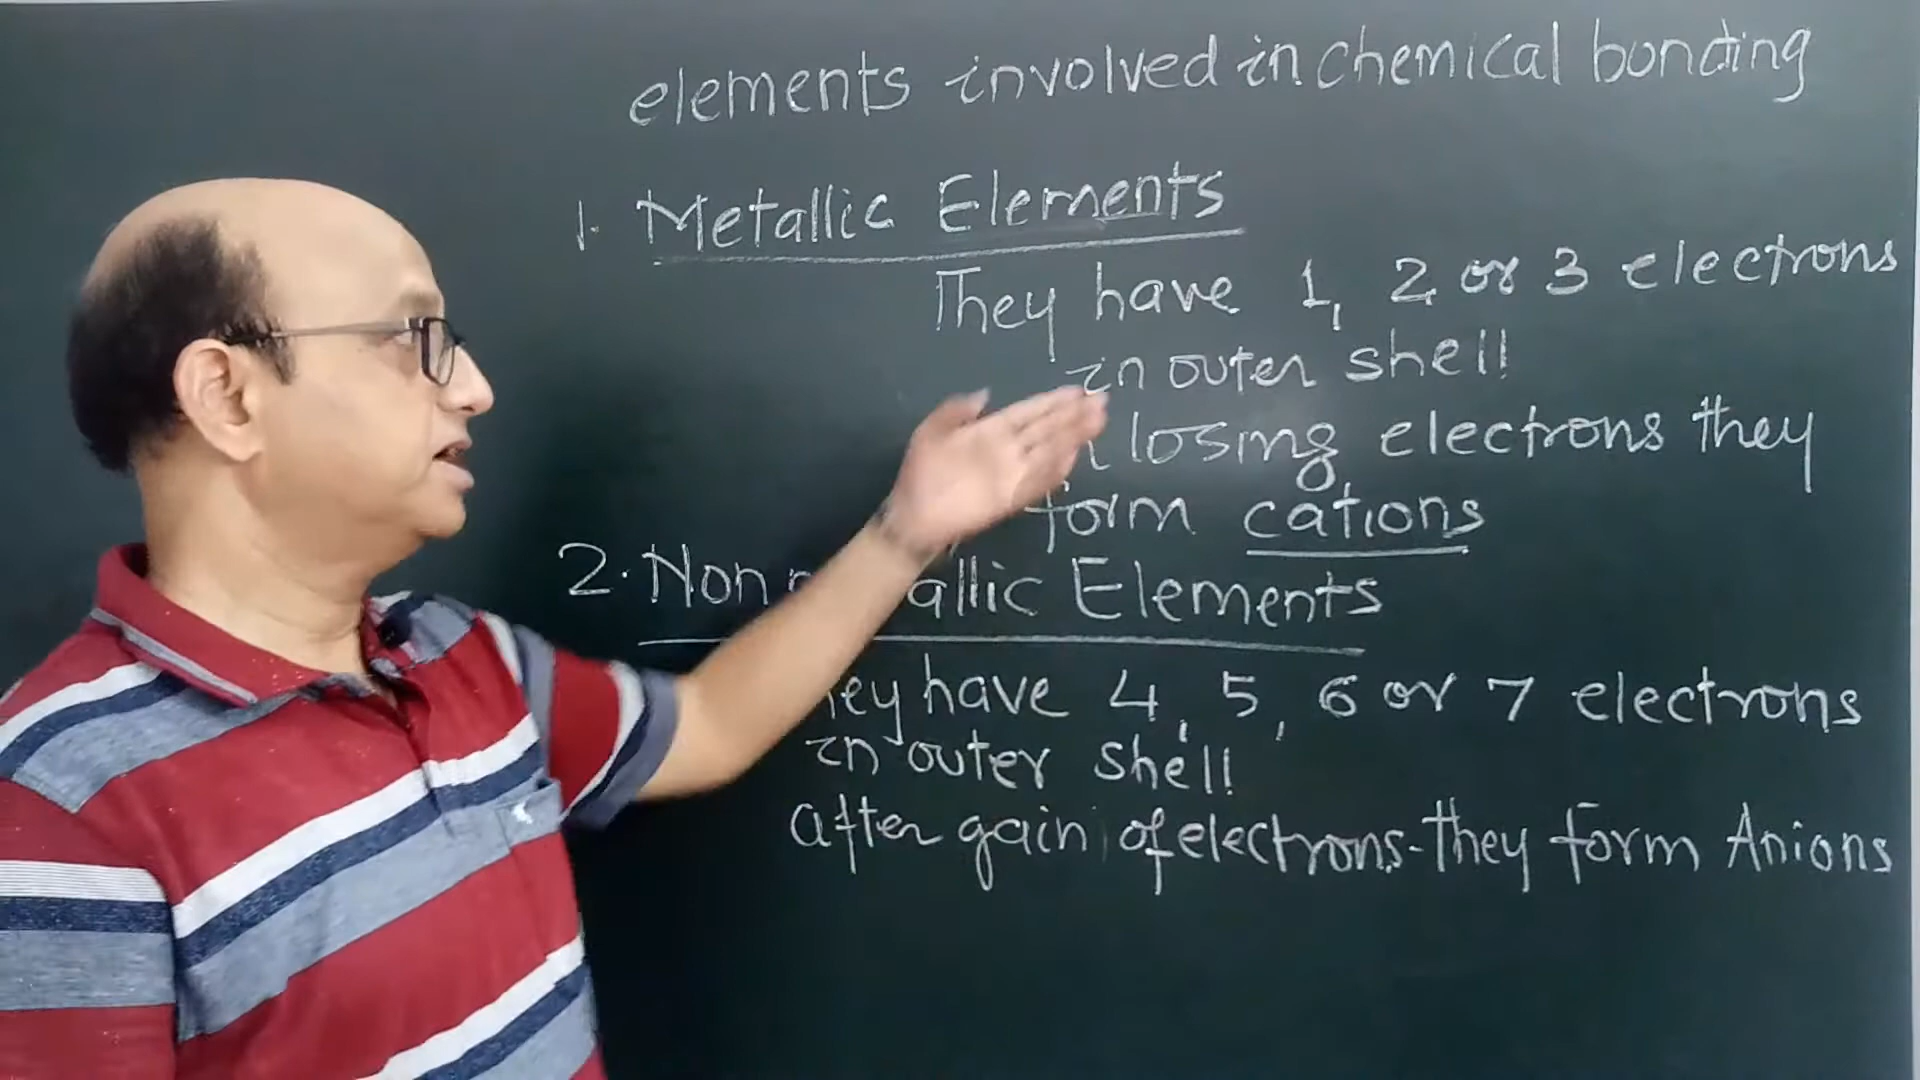 elements involved in chemical bonding
1. Metallic Elements
They have 1, 2 or 3 electrons
in outer shell
losing electrons they
form cations
2. Non allic Elements
hey have 4, 5, 6 or 7 electrons
in outer shell
After gain of electrons they form Anions